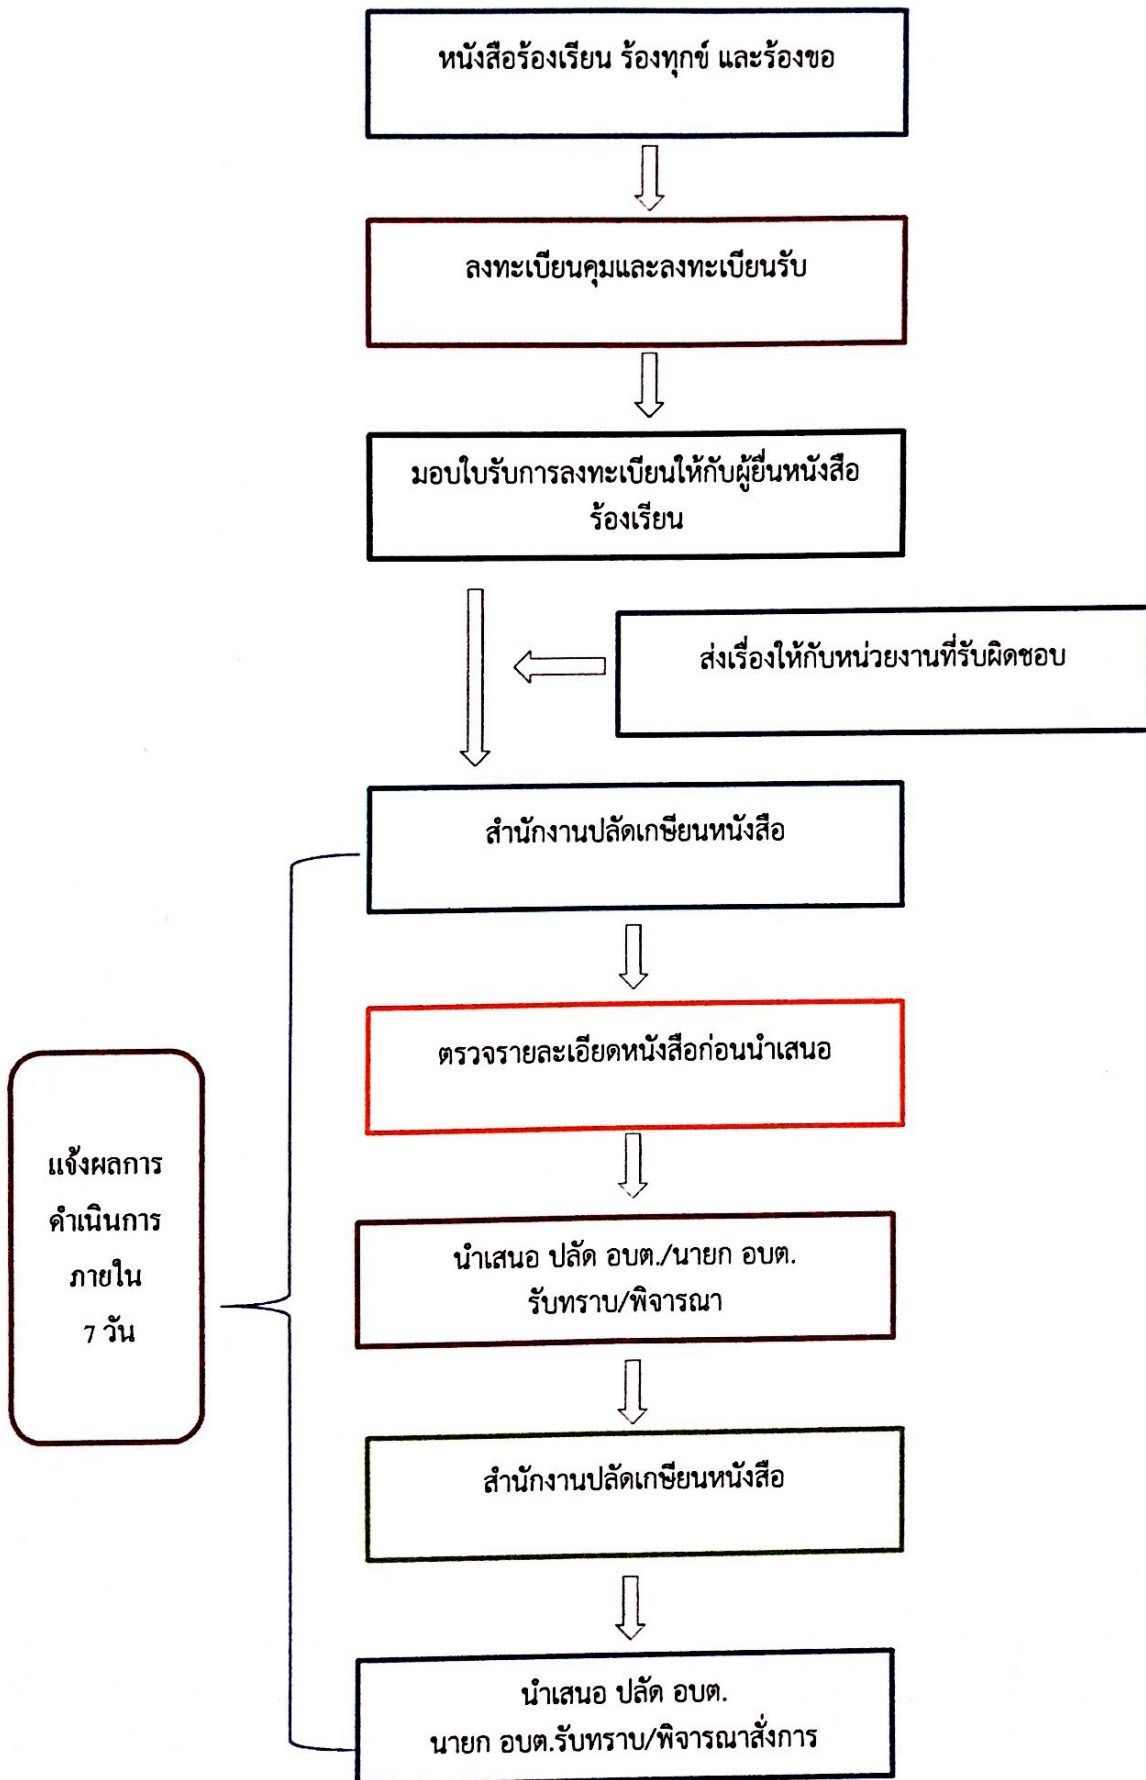 หนังสือร้องเรียน ร้องทุกข์ และร้องขอ
ลงทะเบียนคุมและลงทะเบียนรับ
มอบใบรับการลงทะเบียนให้กับผู้ยื่นหนังสือ
ร้องเรียน
ส่งเรื่องให้กับหน่วยงานที่รับผิดชอบ
สำนักงานปลัดเกษียนหนังสือ
ตรวจรายละเอียดหนังสือก่อนนำเสนอ
แจ้งผลการ
ดำเนินการ
ภายใน
7 วัน
นำเสนอ ปลัด อบต./นายก อบต.
รับทราบ/พิจารณา
สำนักงานปลัดเกษียนหนังสือ
นำเสนอ ปลัด อบต.
นายก อบต.รับทราบ/พิจารณาสั่งการ